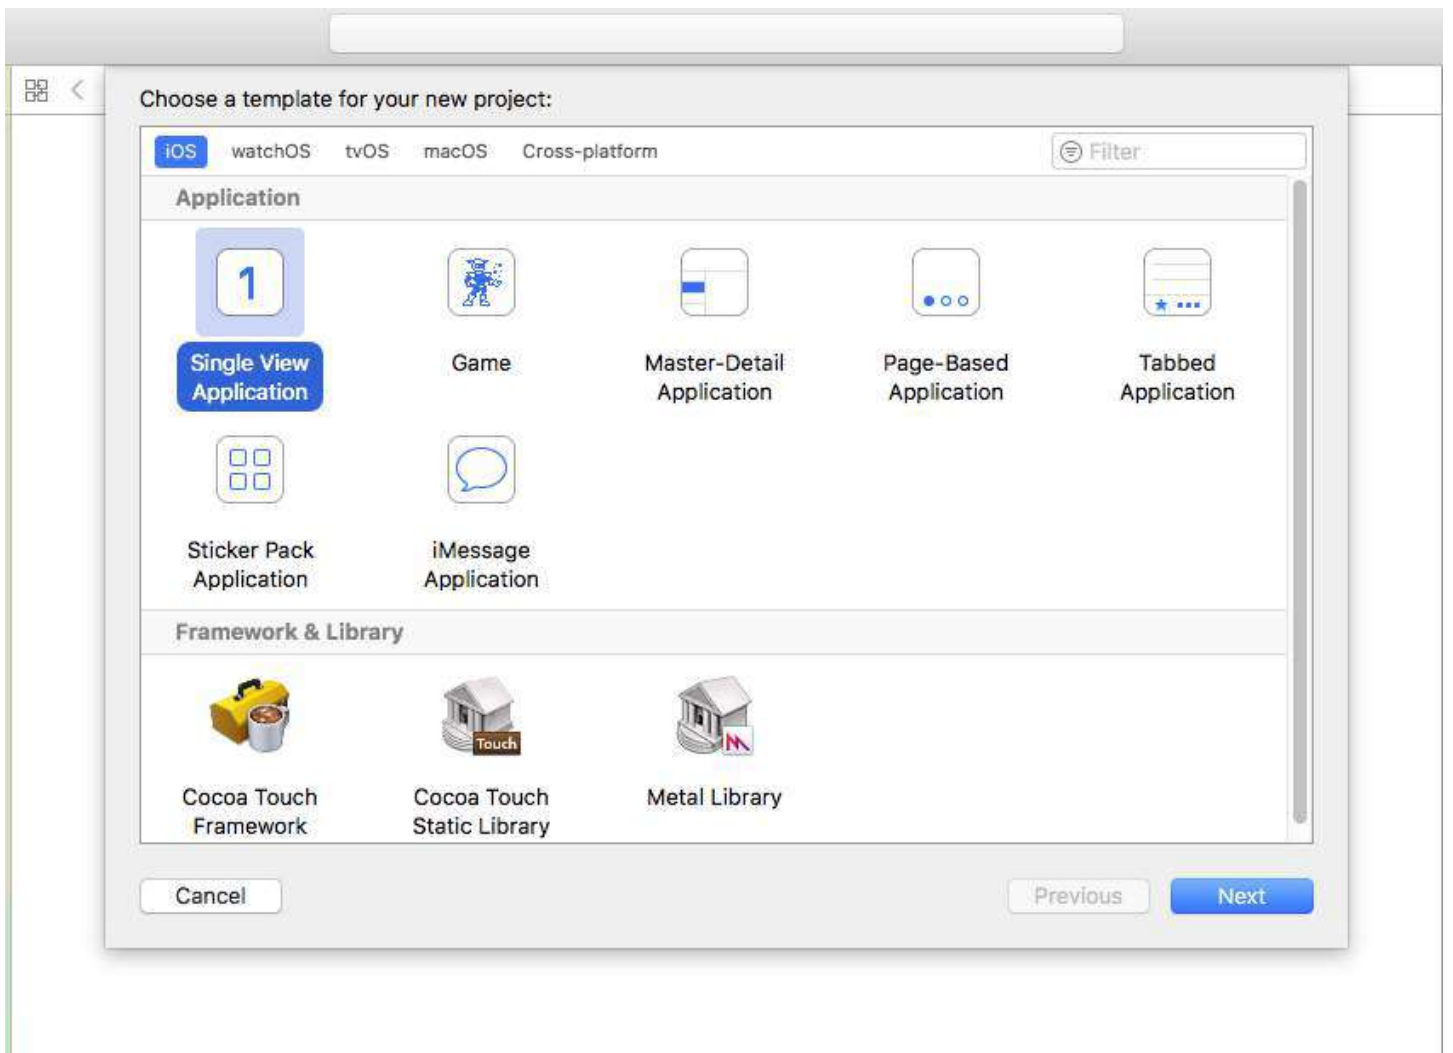 Choose a template for your new project:
iOS watchOS tvOS macOS Cross-platform Filter
Application
1
Single View
Application
Game
Master-Detail
Application
Page-Based
Application
Tabbed
Application
Sticker Pack
Application
iMessage
Application
Framework & Library
Touch
Cocoa Touch
Framework
Cocoa Touch
Static Library
Metal Library
Cancel Previous Next